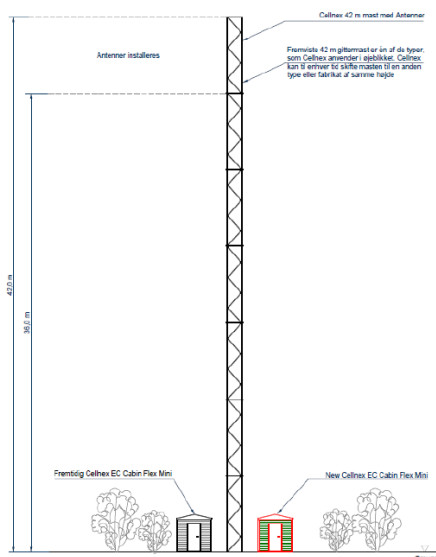 Cellnex 42 m mast med Antenner
Antenner installeres
Fremviste 42 m gittermast er én af de typer,
som Cellnex anvender i øjeblikket. Cellnex
kan til enhver tid skifte masten til en anden
type eller fabrikat af samme højde
42,0 m
36,0 m
Fremtidig Cellnex EC Cabin Flex Mini
New Cellnex EC Cabin Flex Mini